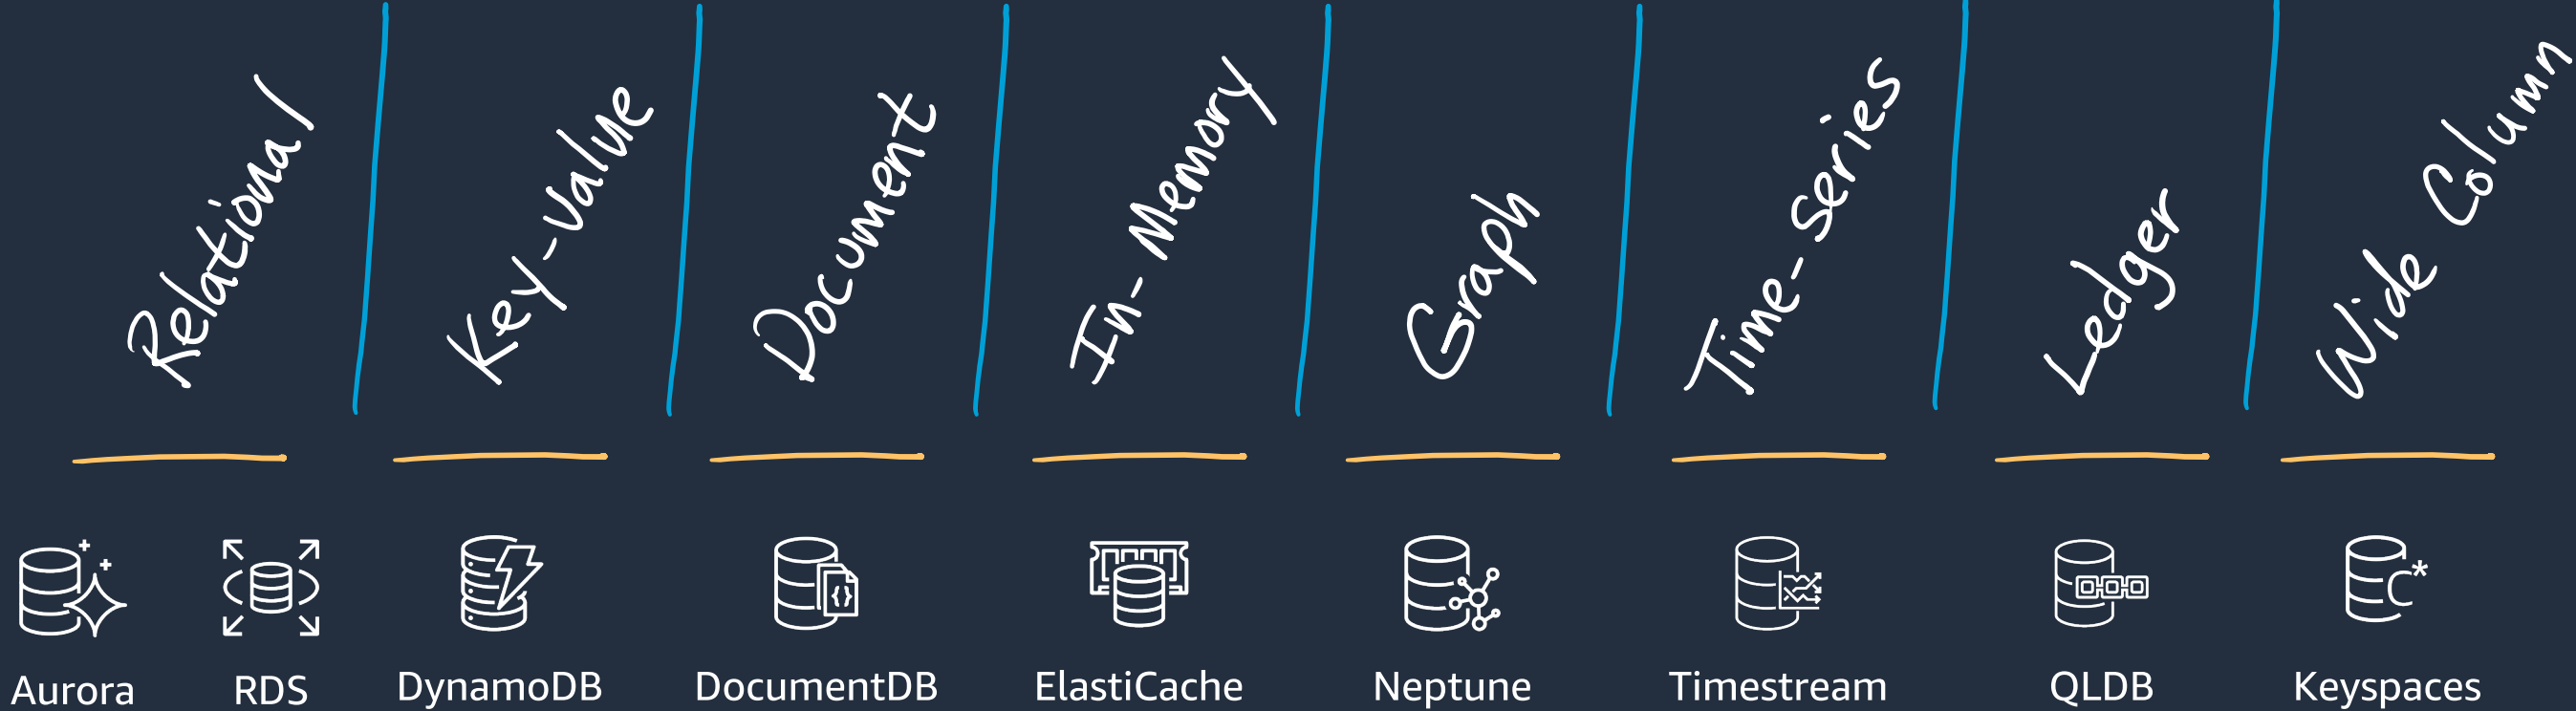 Relational
Key-Value
Document
In-Memory
Graph
Time-Series
Ledger
Wide Column
{}
C*
Aurora
RDS
DynamoDB
DocumentDB
ElastiCache
Neptune
Timestream
QLDB
Keyspaces